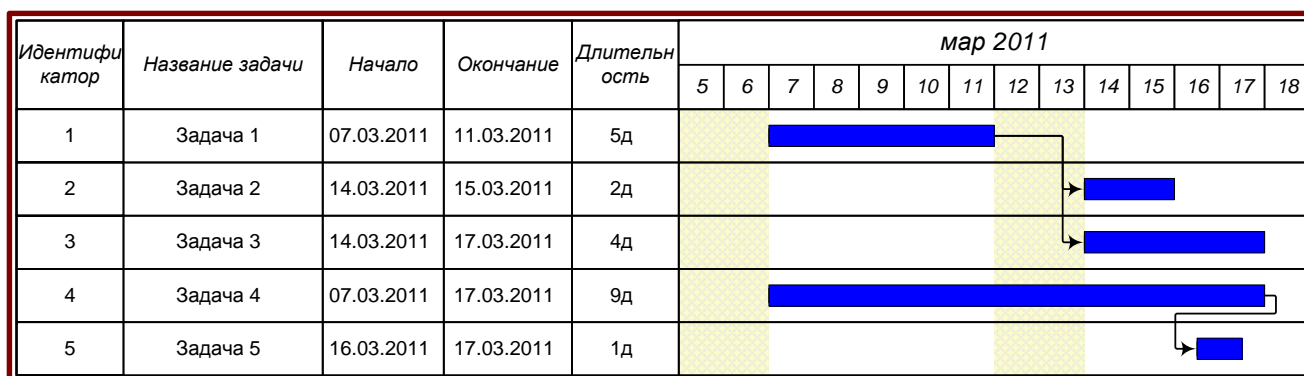 Идентифи
катор
Название задачи
Начало
Окончание
Длительн
ость
мар 2011
5 6 7 8 9 10 11 12 13 14 15 16 17 18
1 Задача 1 07.03.2011 11.03.2011 5д
2 Задача 2 14.03.2011 15.03.2011 2д
3 Задача 3 14.03.2011 17.03.2011 4д
4 Задача 4 07.03.2011 17.03.2011 9д
5 Задача 5 16.03.2011 17.03.2011 1д